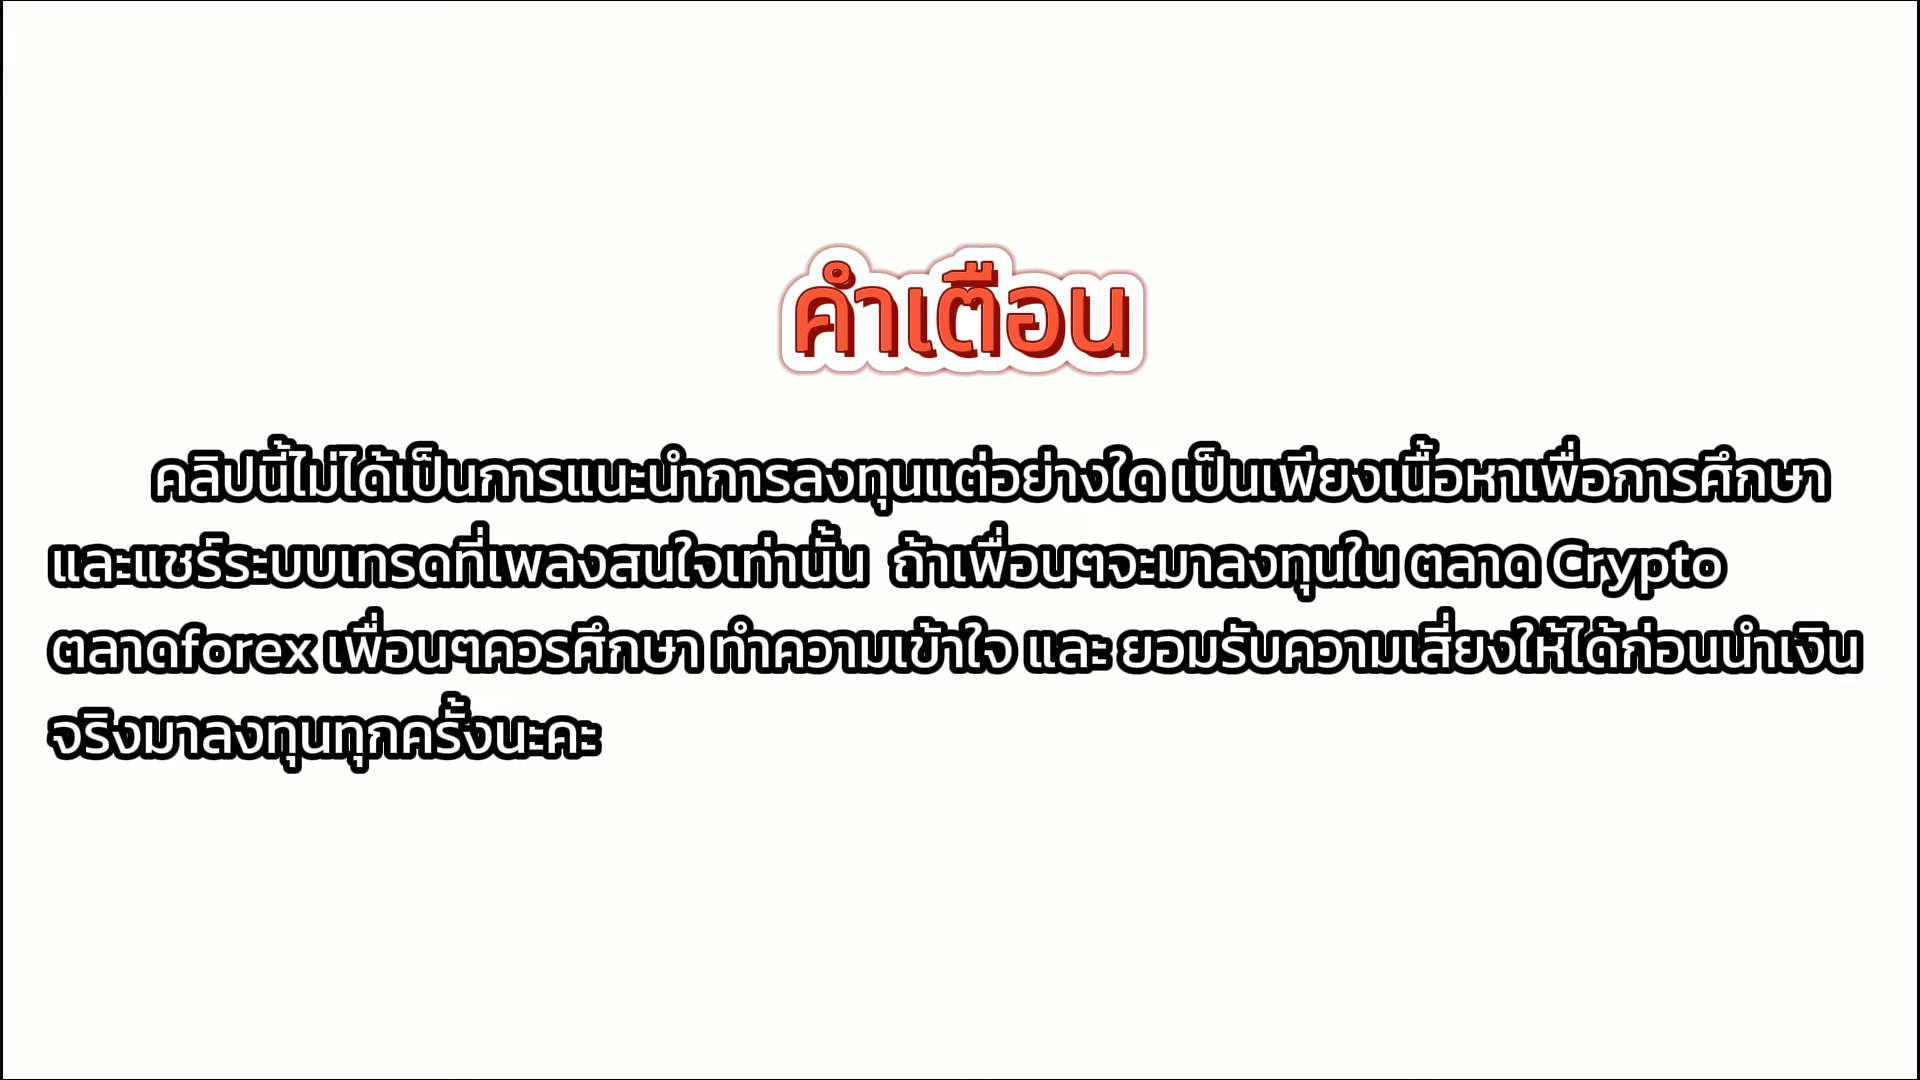 คำเตือน
คลิปนี้ไม่ได้เป็นการแนะนำการลงทุนแต่อย่างใด เป็นเพียงเนื้อหาเพื่อการศึกษา
และแชร์ระบบเทรดที่เพลงสนใจเท่านั้น ถ้าเพื่อนๆจะมาลงทุนใน ตลาด Crypto
ตลาดforex เพื่อนๆควรศึกษา ทำความเข้าใจ และ ยอมรับความเสี่ยงให้ได้ก่อนนำเงิน
จริงมาลงทุนทุกครั้งนะคะ